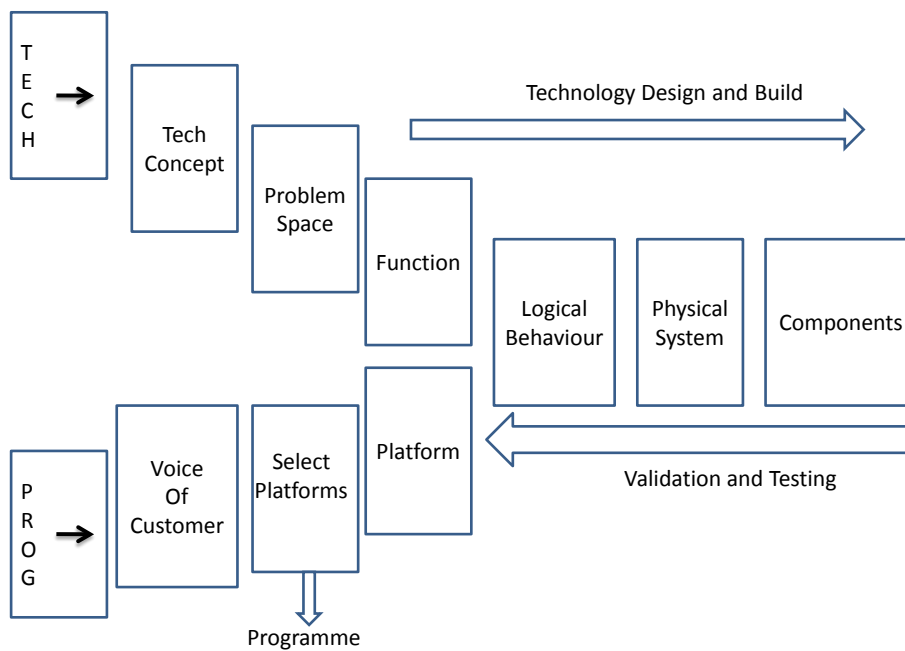 T
E
C
H
Tech
Concept
Problem
Space
Function
Technology Design and Build
Logical
Behaviour
Physical
System
Components
P
R
O
G
Voice
Of
Customer
Select
Platforms
Platform
Validation and Testing
Programme